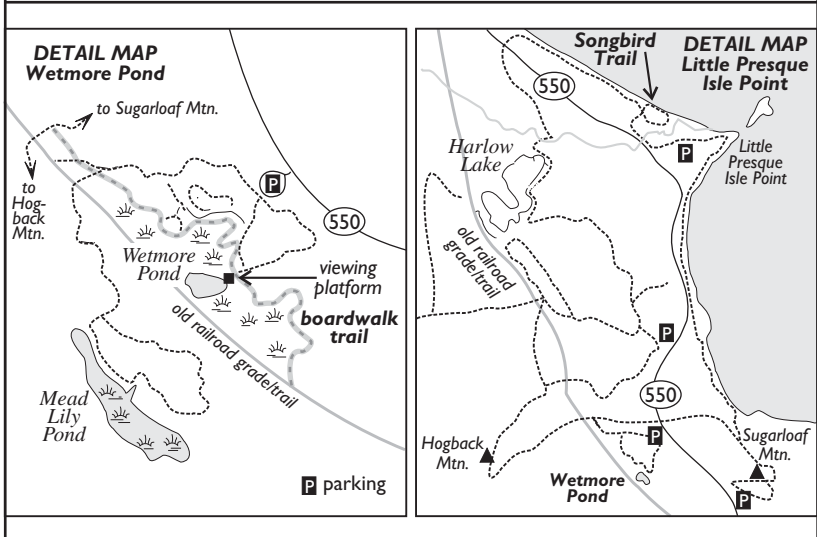 DETAIL MAP
Wetmore Pond
to Sugarloaf Mtn.
to
Hog-
back
Mtn.
P
550
Wetmore
Pond
viewing
platform
boardwalk
trail
old railroad grade/trail
Mead
Lily
Pond
P parking
Songbird
Trail
DETAIL MAP
Little Presque
Isle Point
550
Harlow
Lake
P
Little
Presque
Isle Point
old railroad
grade/trail
P
550
Hogback
Mtn.
P
Sugarloaf
Mtn.
Wetmore
Pond
P